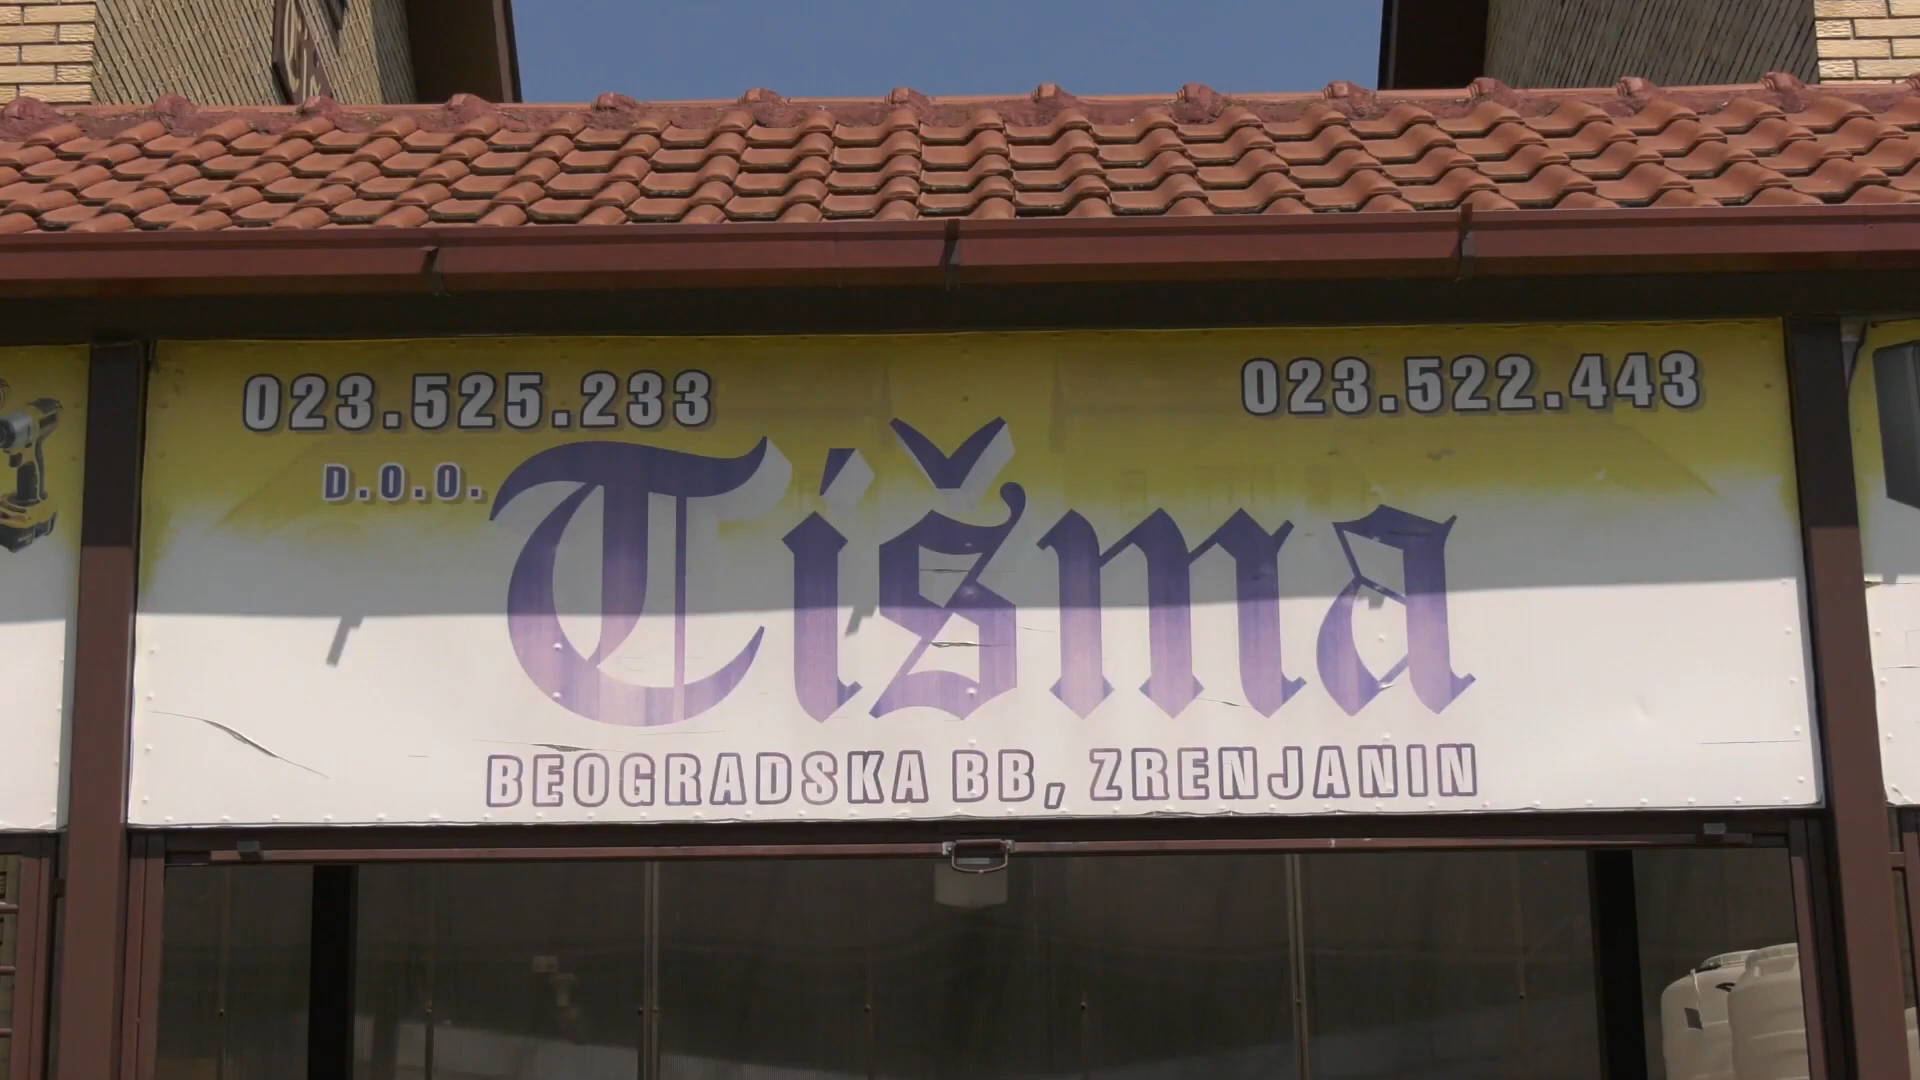 023.525.233
023.522.443
D.O.O.
Tišma
BEOGRADSKA BB, ZRENJANIN